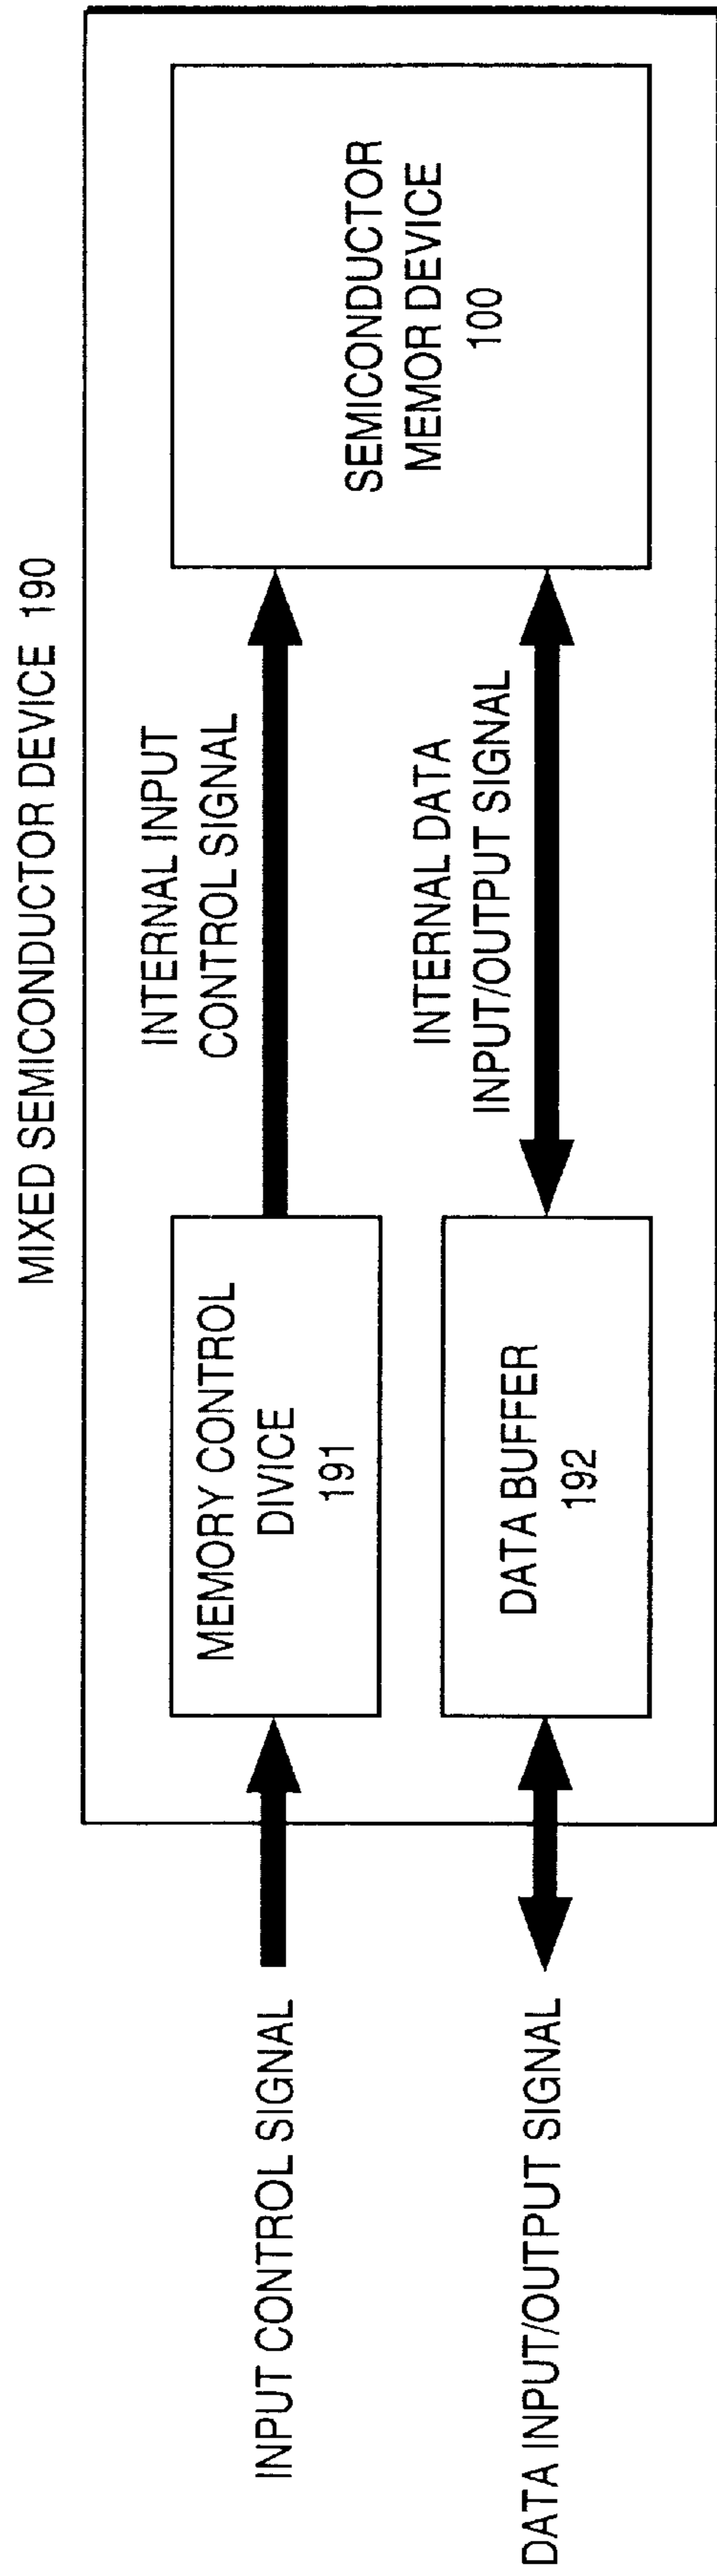 MIXED SEMICONDUCTOR DEVICE 190
INPUT CONTROL SIGNAL
MEMORY CONTROL
DIVICE
191
INTERNAL INPUT
CONTROL SIGNAL
SEMICONDUCTOR
MEMOR DEVICE
100
DATA INPUT/OUTPUT SIGNAL
DATA BUFFER
192
INTERNAL DATA
INPUT/OUTPUT SIGNAL